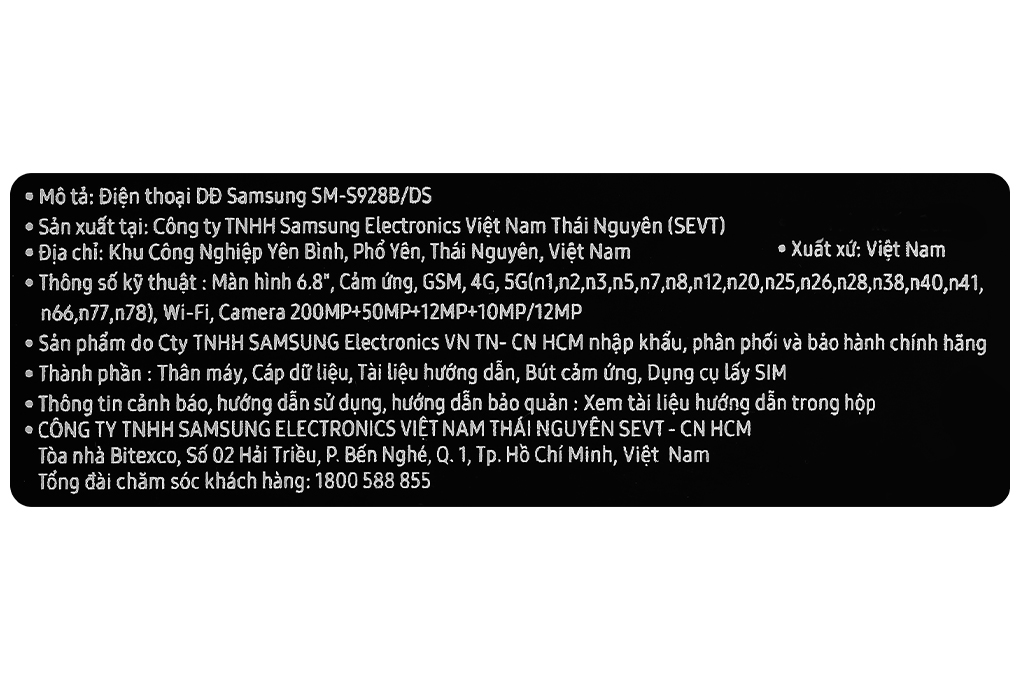 • Mô tả: Điện thoại DĐ Samsung SM-S928B/DS
• Sản xuất tại: Công ty TNHH Samsung Electronics Việt Nam Thái Nguyên (SEVT)
• Địa chỉ: Khu Công Nghiệp Yên Bình, Phổ Yên, Thái Nguyên, Việt Nam • Xuất xứ: Việt Nam
• Thông số kỹ thuật : Màn hình 6.8", Cảm ứng, GSM, 4G, 5G(n1,n2,n3,n5,n7,n8,n12,n20,n25,n26,n28,n38,n40,n41,
n66,n77,n78), Wi-Fi, Camera 200MP+50MP+12MP+10MP/12MP
• Sản phẩm do Cty TNHH SAMSUNG Electronics VN TN- CN HCM nhập khẩu, phân phối và bảo hành chính hãng
• Thành phần : Thân máy, Cáp dữ liệu, Tài liệu hướng dẫn, Bút cảm ứng, Dụng cụ lấy SIM
• Thông tin cảnh báo, hướng dẫn sử dụng, hướng dẫn bảo quản : Xem tài liệu hướng dẫn trong hộp
• CÔNG TY TNHH SAMSUNG ELECTRONICS VIỆT NAM THÁI NGUYÊN SEVT - CN HCM
Tòa nhà Bitexco, Số 02 Hải Triều, P. Bến Nghé, Q. 1, Tp. Hồ Chí Minh, Việt Nam
Tổng đài chăm sóc khách hàng: 1800 588 855